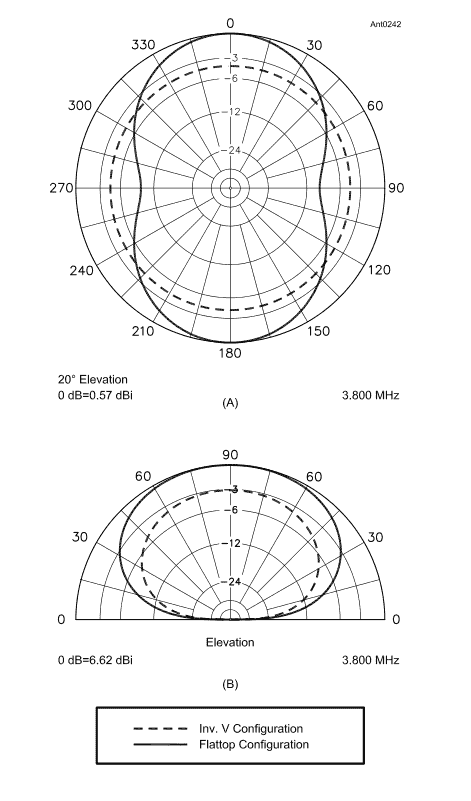 Ant0242
0
330 30
−3
−6
300 60
−12
−24
270 90
240 120
210 150
180
20° Elevation
0 dB=0.57 dBi 3.800 MHz
(A)
90
60 60
−3
−6
30 30
−12
−24
0 0
Elevation
0 dB=6.62 dBi 3.800 MHz
(B)
Inv. V Configuration
Flattop Configuration